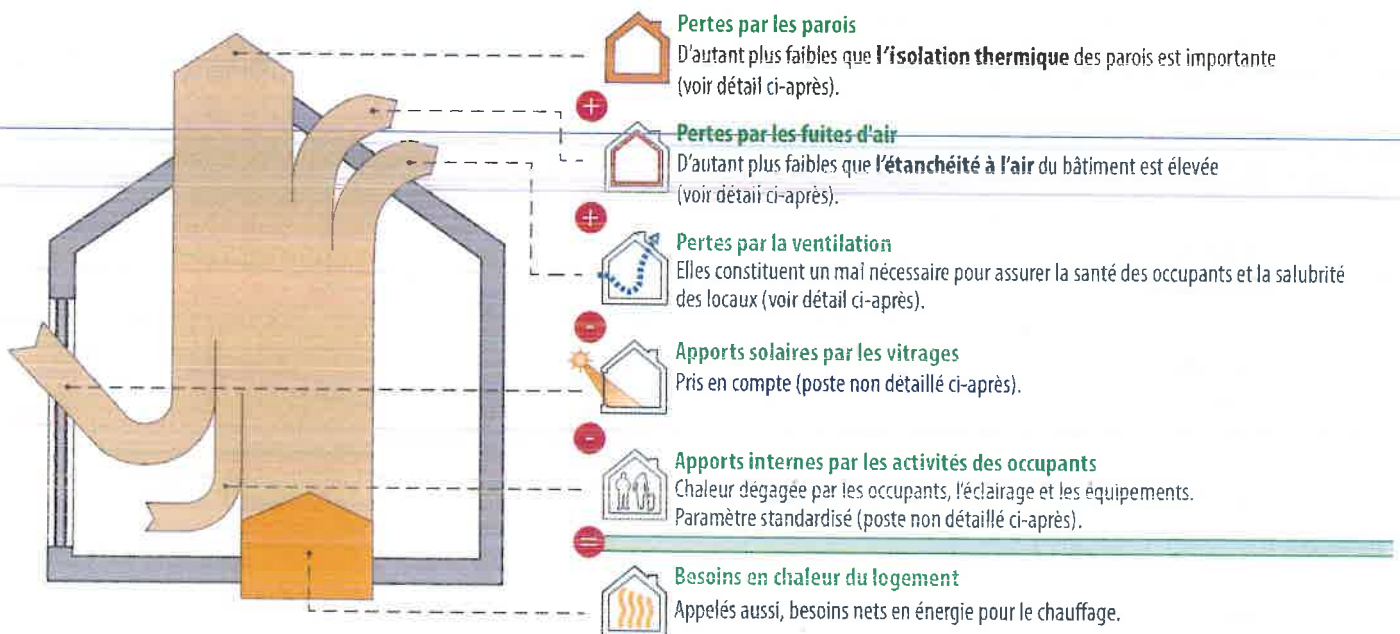 Pertes par les parois
D'autant plus faibles que l'isolation thermique des parois est importante
(voir détail ci-après).
+
Pertes par les fuites d'air
D'autant plus faibles que l'étanchéité à l'air du bâtiment est élevée
(voir détail ci-après).
+
Pertes par la ventilation
Elles constituent un mal nécessaire pour assurer la santé des occupants et la salubrité
des locaux (voir détail ci-après).
-
Apports solaires par les vitrages
Pris en compte (poste non détaillé ci-après).
-
Apports internes par les activités des occupants
Chaleur dégagée par les occupants, l'éclairage et les équipements.
Paramètre standardisé (poste non détaillé ci-après).
=
Besoins en chaleur du logement
Appelés aussi, besoins nets en énergie pour le chauffage.